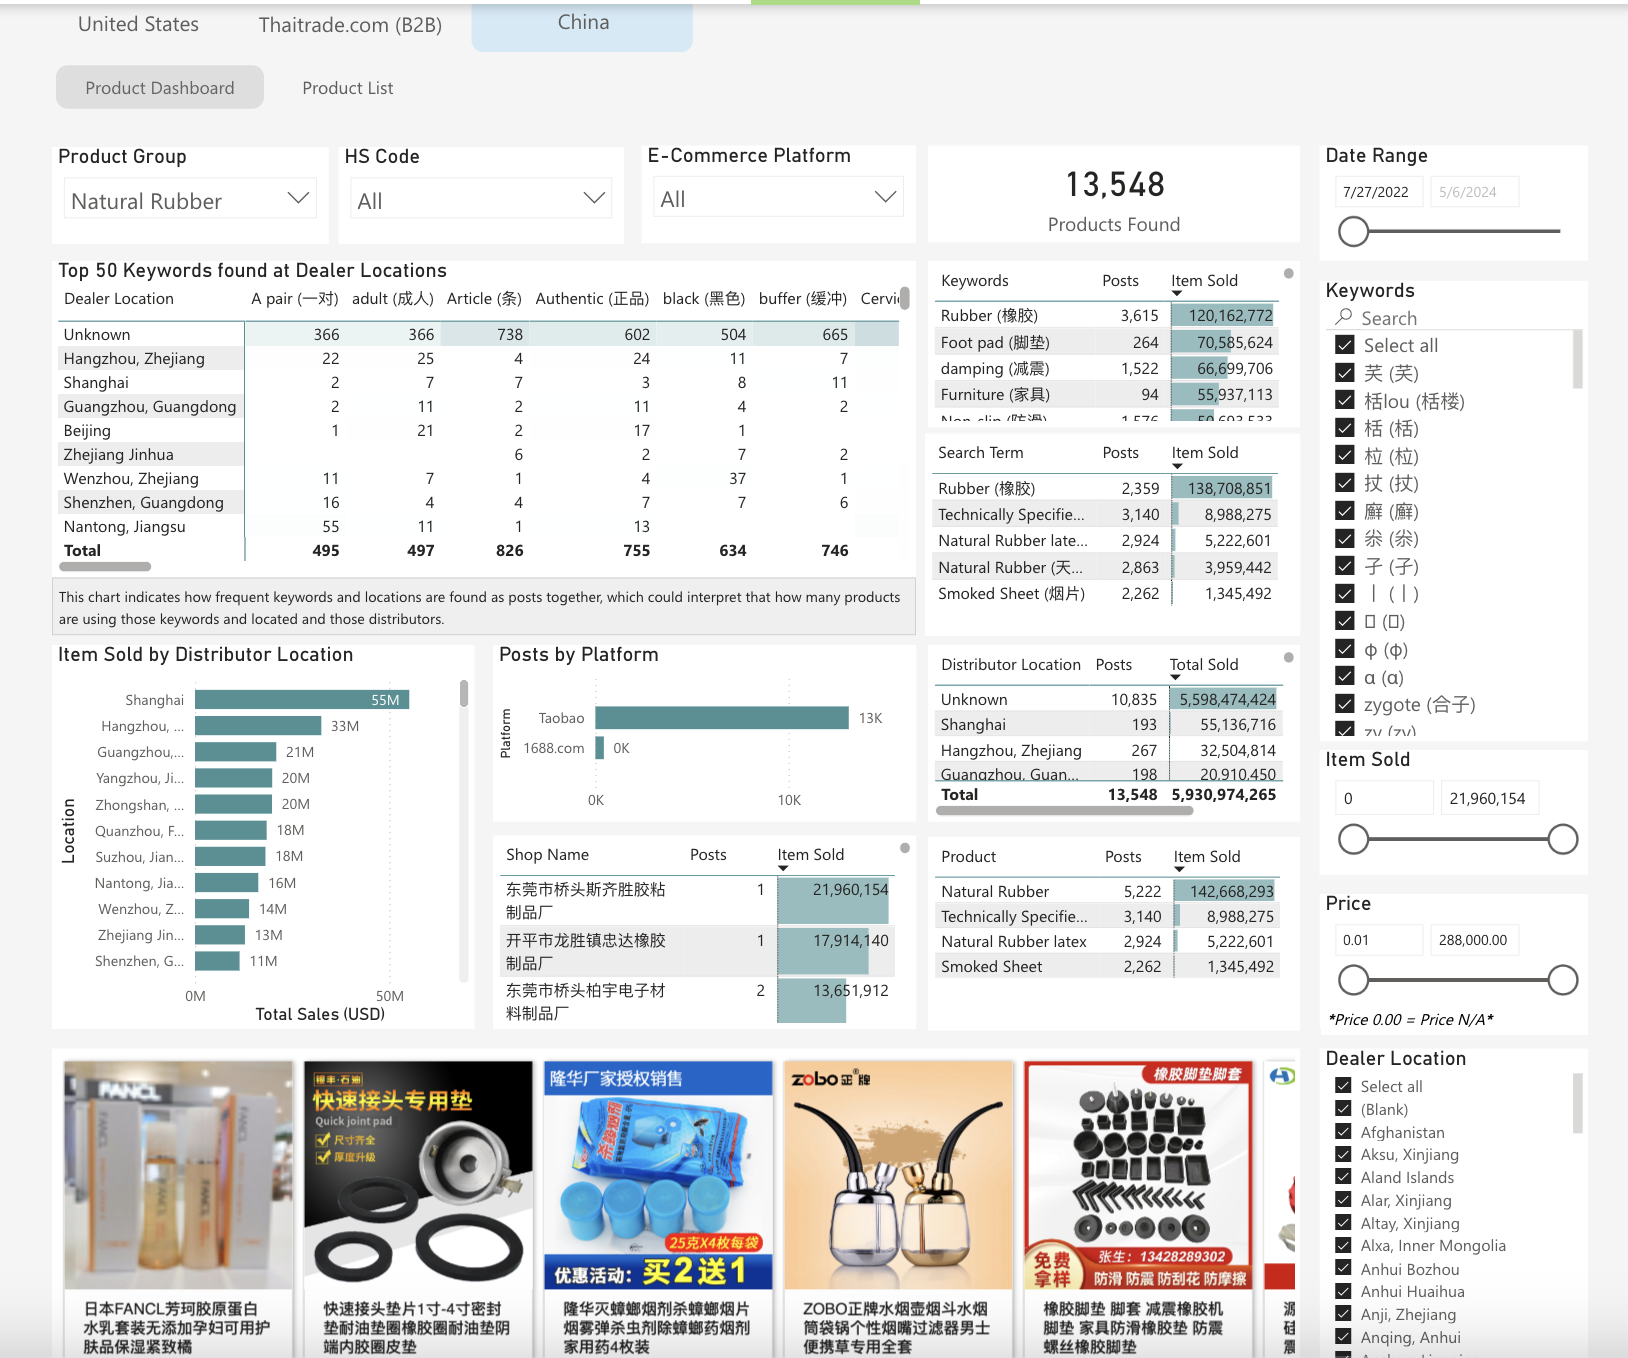 United States
Thaitrade.com (B2B)
China
Product Dashboard
Product List
Product Group
Natural Rubber
HS Code
All
E-Commerce Platform
All
13,548
Products Found
Date Range
7/27/2022
5/6/2024
Top 50 Keywords found at Dealer Locations
Dealer Location A pair (一对) adult (成人) Article (条) Authentic (正品) black (黑色) buffer (缓冲) Cervi
Unknown 366 366 738 602 504 665
Hangzhou, Zhejiang 22 25 4 24 11 7
Shanghai 2 7 7 3 8 11
Guangzhou, Guangdong 2 11 2 11 4 2
Beijing 1 21 2 17 1
Zhejiang Jinhua 6 2 7 2
Wenzhou, Zhejiang 11 7 1 4 37 1
Shenzhen, Guangdong 16 4 4 7 7 6
Nantong, Jiangsu 55 11 1 13
Total 495 497 826 755 634 746
This chart indicates how frequent keywords and locations are found as posts together, which could interpret that how many products
are using those keywords and located and those distributors.
Keywords Posts Item Sold
Rubber (橡胶) 3,615 120,162,772
Foot pad (脚垫) 264 70,585,624
damping (减震) 1,522 66,699,706
Furniture (家具) 94 55,937,113
Non-slip (防滑) 1,576 50,693,533
Search Term Posts Item Sold
Rubber (橡胶) 2,359 138,708,851
Technically Specifie... 3,140 8,988,275
Natural Rubber late... 2,924 5,222,601
Natural Rubber (天... 2,863 3,959,442
Smoked Sheet (烟片) 2,262 1,345,492
Keywords
Search
Select all
芙 (芙)
栝lou (栝楼)
栝 (栝)
柆 (柆)
扙 (扙)
(
孑 (孑)
丨 (丨)
▯ (▯)
φ (φ)
α (α)
zygote (合子)
zy (zy)
Item Sold by Distributor Location
Location
Shanghai 55M
Hangzhou, ... 33M
Guangzhou,... 21M
Yangzhou, Ji... 20M
Zhongshan, ... 20M
Quanzhou, F... 18M
Suzhou, Jian... 18M
Nantong, Jia... 16M
Wenzhou, Z... 14M
Zhejiang Jin... 13M
Shenzhen, G... 11M
0M 50M
Total Sales (USD)
Posts by Platform
Platform
Taobao 13K
1688.com 0K
0K 10K
Distributor Location Posts Total Sold
Unknown 10,835 5,598,474,424
Shanghai 193 55,136,716
Hangzhou, Zhejiang 267 32,504,814
Guangzhou, Guan... 198 20,910,450
Total 13,548 5,930,974,265
Shop Name Posts Item Sold
东莞市桥头斯齐胜胶粘 1 21,960,154
制品厂
开平市龙胜镇忠达橡胶 1 17,914,140
制品厂
东莞市桥头柏宇电子材 2 13,651,912
料制品厂
Product Posts Item Sold
Natural Rubber 5,222 142,668,293
Technically Specifie... 3,140 8,988,275
Natural Rubber latex 2,924 5,222,601
Smoked Sheet 2,262 1,345,492
Item Sold
0
21,960,154
Price
0.01
288,000.00
*Price 0.00 = Price N/A*
Dealer Location
Select all
(Blank)
Afghanistan
Aksu, Xinjiang
Aland Islands
Alar, Xinjiang
Altay, Xinjiang
Alxa, Inner Mongolia
Anhui Bozhou
Anhui Huaihua
Anji, Zhejiang
Anqing, Anhui
FANCL
日本FANCL芳珂胶原蛋白
水乳套装无添加孕妇可用护
肤品保湿紧致橘
快速接头专用垫
Quick joint pad
尺寸齐全
厚度升级
快速接头垫片1寸-4寸密封
垫耐油垫圈橡胶圈耐油垫阴
端内胶圈皮垫
隆华厂家授权销售
25克X4枚每袋
优惠活动：买2送1
隆华灭蟑螂烟剂杀蟑螂烟片
烟雾弹杀虫剂除蟑螂药烟剂
家用药4枚装
zobo正牌
ZOBO正牌水烟壶烟斗水烟
筒袋锅个性烟嘴过滤器男士
便携草专用全套
橡胶脚垫脚套
免费
拿样
张生：13428289302
防滑 防震 防刮花 防摩擦
橡胶脚垫 脚套 减震橡胶机
脚垫 家具防滑橡胶垫 防震
螺丝橡胶脚垫
源
硅
震